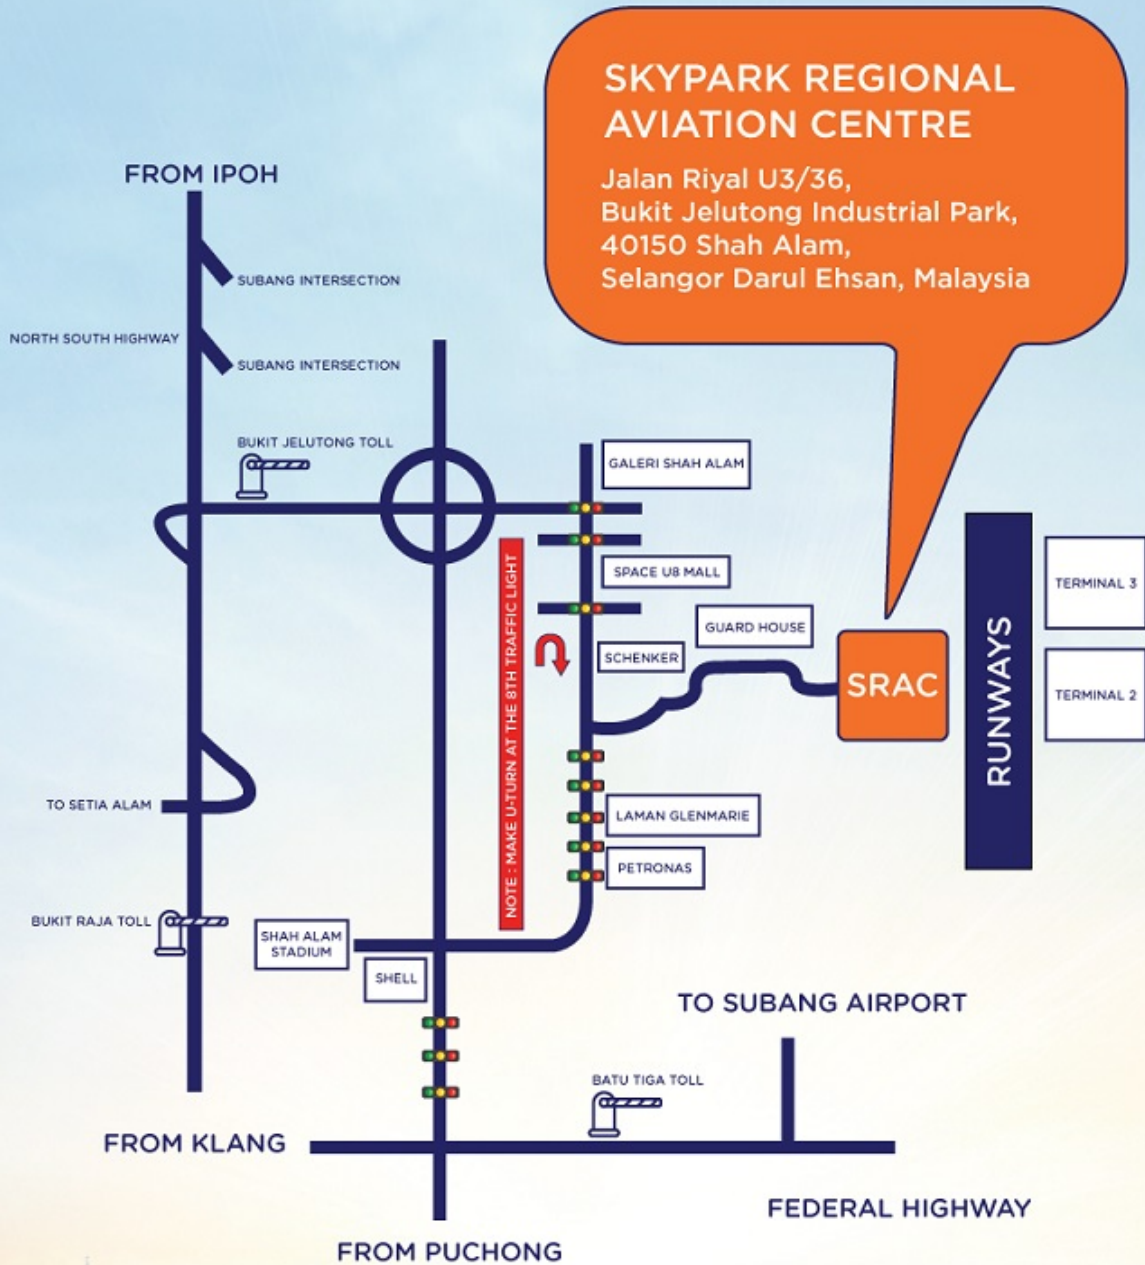 SKYPARK REGIONAL
AVIATION CENTRE
Jalan Riyal U3/36,
Bukit Jelutong Industrial Park,
40150 Shah Alam,
Selangor Darul Ehsan, Malaysia
FROM IPOH
SUBANG INTERSECTION
NORTH SOUTH HIGHWAY
SUBANG INTERSECTION
BUKIT JELUTONG TOLL
GALERI SHAH ALAM
SPACE U8 MALL
TERMINAL 3
GUARD HOUSE
SCHENKER
SRAC
RUNWAYS
TERMINAL 2
NOTE : MAKE U-TURN AT THE 8TH TRAFFIC LIGHT
TO SETIA ALAM
LAMAN GLENMARIE
PETRONAS
BUKIT RAJA TOLL
SHAH ALAM
STADIUM
SHELL
TO SUBANG AIRPORT
BATU TIGA TOLL
FROM KLANG
FEDERAL HIGHWAY
FROM PUCHONG